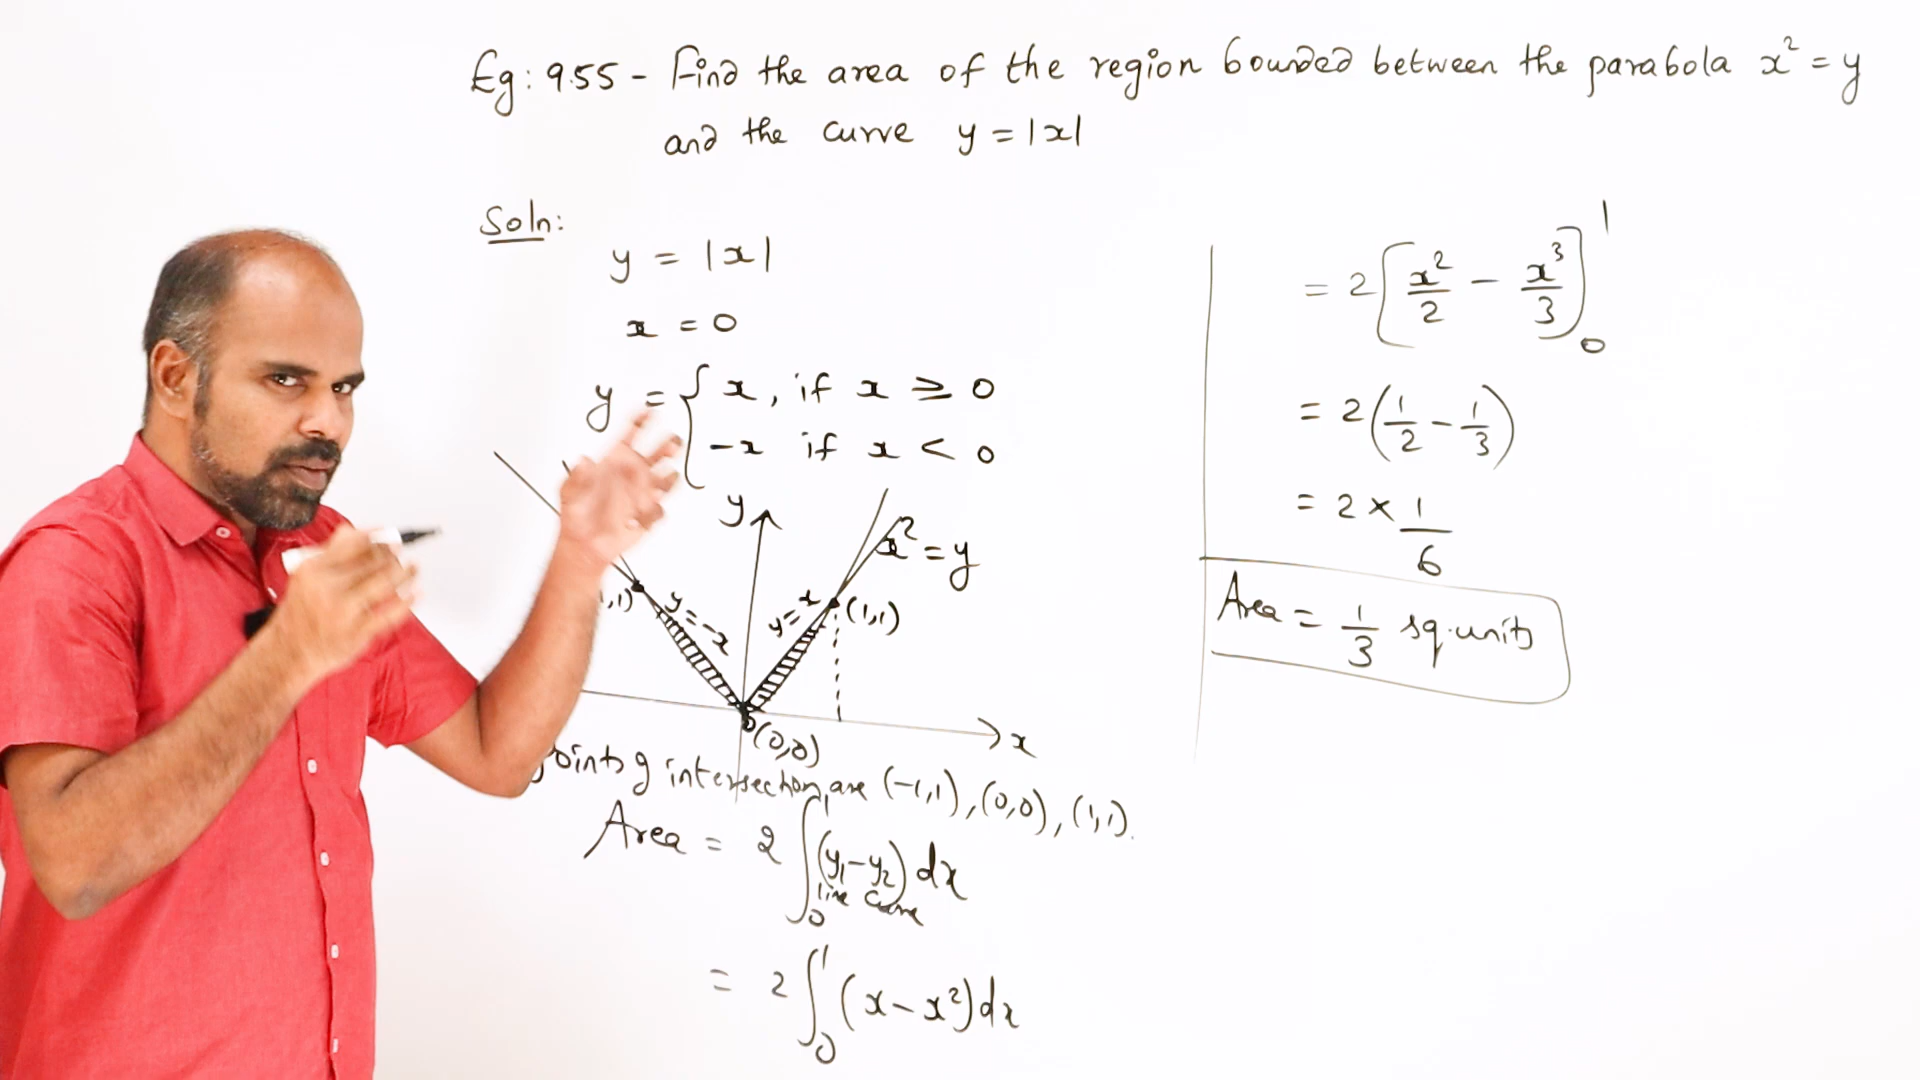 Eg: 9.55 - Find the area of the region bounded between the parabola x² = y
and the curve y = |x|
Soln:
y = |x|
x = 0
y = { x, if x ≥ 0
-x if x < 0
y
x² = y
,1)
y=-x
y=x
(1,1)
0(0,0)
x
points of intersection are (-1,1), (0,0), (1,1).
Area = 2 ∫₀¹ (y₁-y₂) dx
line curve
= 2 ∫₀¹ (x - x²) dx
= 2 [x²/2 - x³/3]₀¹
= 2 (1/2 - 1/3)
= 2 × 1/6
Area = 1/3 sq.units